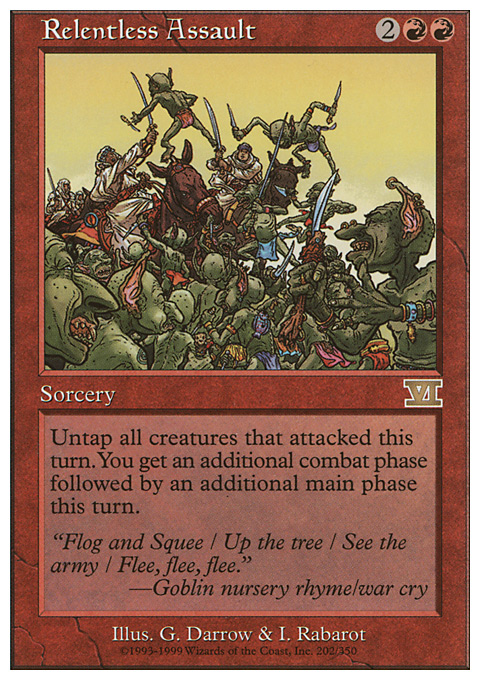 Relentless Assault 2
Sorcery VI
Untap all creatures that attacked this
turn. You get an additional combat phase
followed by an additional main phase
this turn.
“Flog and Squee / Up the tree / See the
army / Flee, flee, flee.”
—Goblin nursery rhyme/war cry
Illus. G. Darrow & I. Rabarot
©1993-1999 Wizards of the Coast, Inc. 202/350